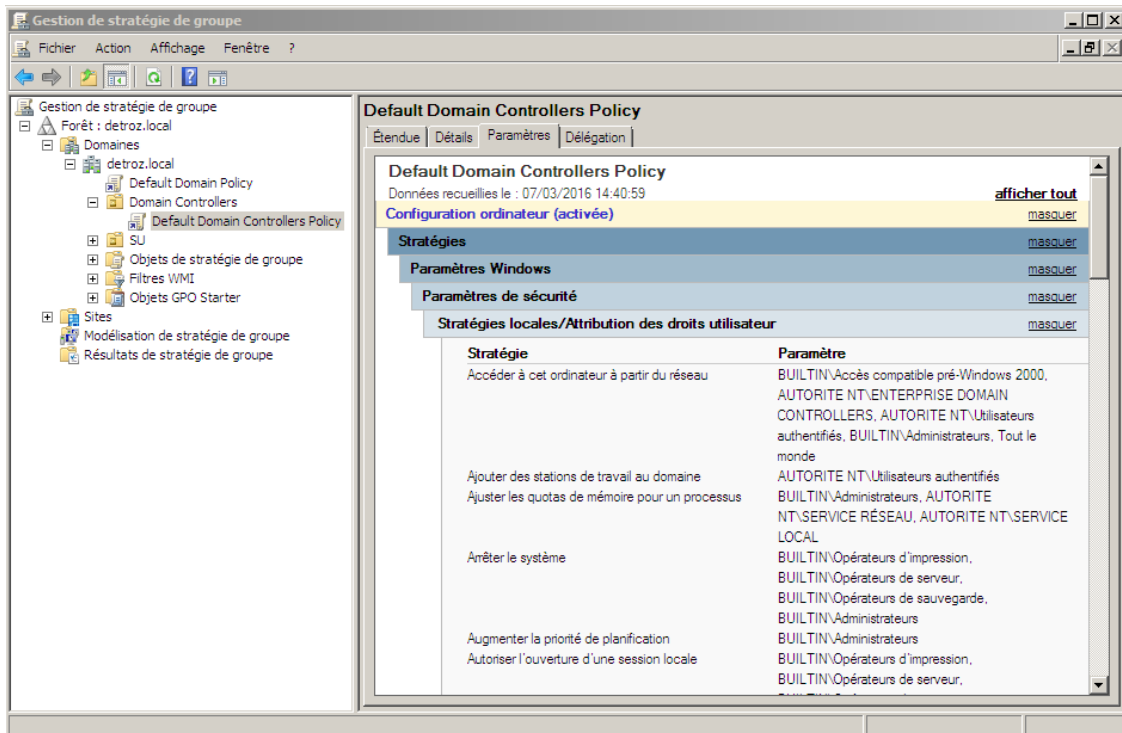 Gestion de stratégie de groupe
Fichier Action Affichage Fenêtre ?
Gestion de stratégie de groupe
Forêt : detroz.local
Domaines
detroz.local
Default Domain Policy
Domain Controllers
Default Domain Controllers Policy
SU
Objets de stratégie de groupe
Filtres WMI
Objets GPO Starter
Sites
Modélisation de stratégie de groupe
Résultats de stratégie de groupe
Default Domain Controllers Policy
Étendue Détails Paramètres Délégation
Default Domain Controllers Policy
Données recueillies le : 07/03/2016 14:40:59 afficher tout
Configuration ordinateur (activée) masquer
Stratégies masquer
Paramètres Windows masquer
Paramètres de sécurité masquer
Stratégies locales/Attribution des droits utilisateur masquer
Stratégie Paramètre
Accéder à cet ordinateur à partir du réseau BUILTIN\Accès compatible pré-Windows 2000,
AUTORITE NT\ENTERPRISE DOMAIN
CONTROLLERS, AUTORITE NT\Utilisateurs
authentifiés, BUILTIN\Administrateurs, Tout le
monde
Ajouter des stations de travail au domaine AUTORITE NT\Utilisateurs authentifiés
Ajuster les quotas de mémoire pour un processus BUILTIN\Administrateurs, AUTORITE
NT\SERVICE RÉSEAU, AUTORITE NT\SERVICE
LOCAL
Arrêter le système BUILTIN\Opérateurs d'impression,
BUILTIN\Opérateurs de serveur,
BUILTIN\Opérateurs de sauvegarde,
BUILTIN\Administrateurs
Augmenter la priorité de planification BUILTIN\Administrateurs
Autoriser l'ouverture d'une session locale BUILTIN\Opérateurs d'impression,
BUILTIN\Opérateurs de serveur,